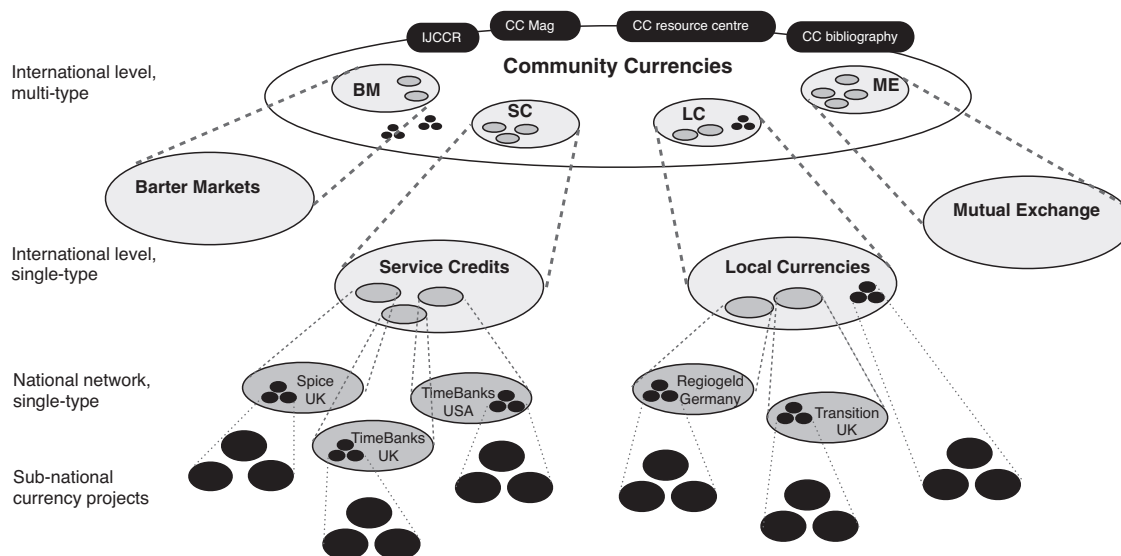 IJCCR
CC Mag
CC resource centre
CC bibliography
International level,
multi-type
Community Currencies
BM
SC
LC
ME
Barter Markets
Mutual Exchange
International level,
single-type
Service Credits
Local Currencies
National network,
single-type
Spice
UK
TimeBanks
USA
Regiogeld
Germany
TimeBanks
UK
Transition
UK
Sub-national
currency projects